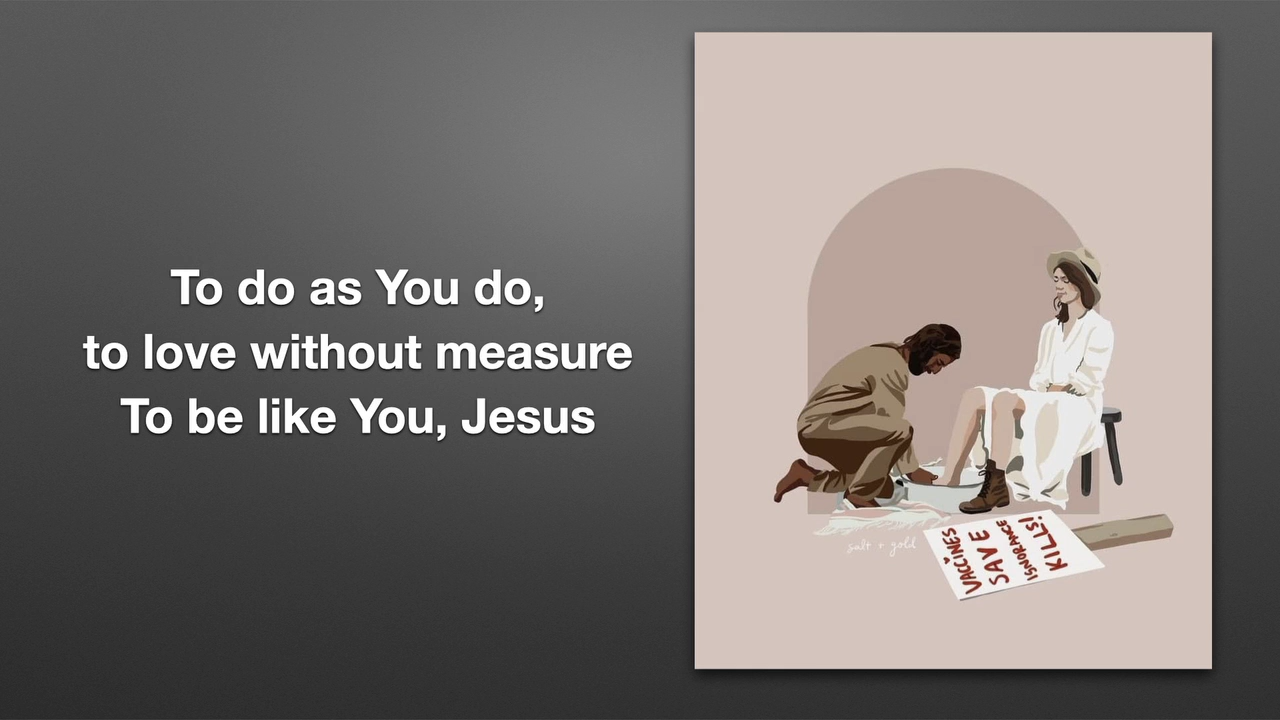 To do as You do,
to love without measure
To be like You, Jesus
salt + gold
VACCINES
SAVE
IGNORANCE
KILLS!